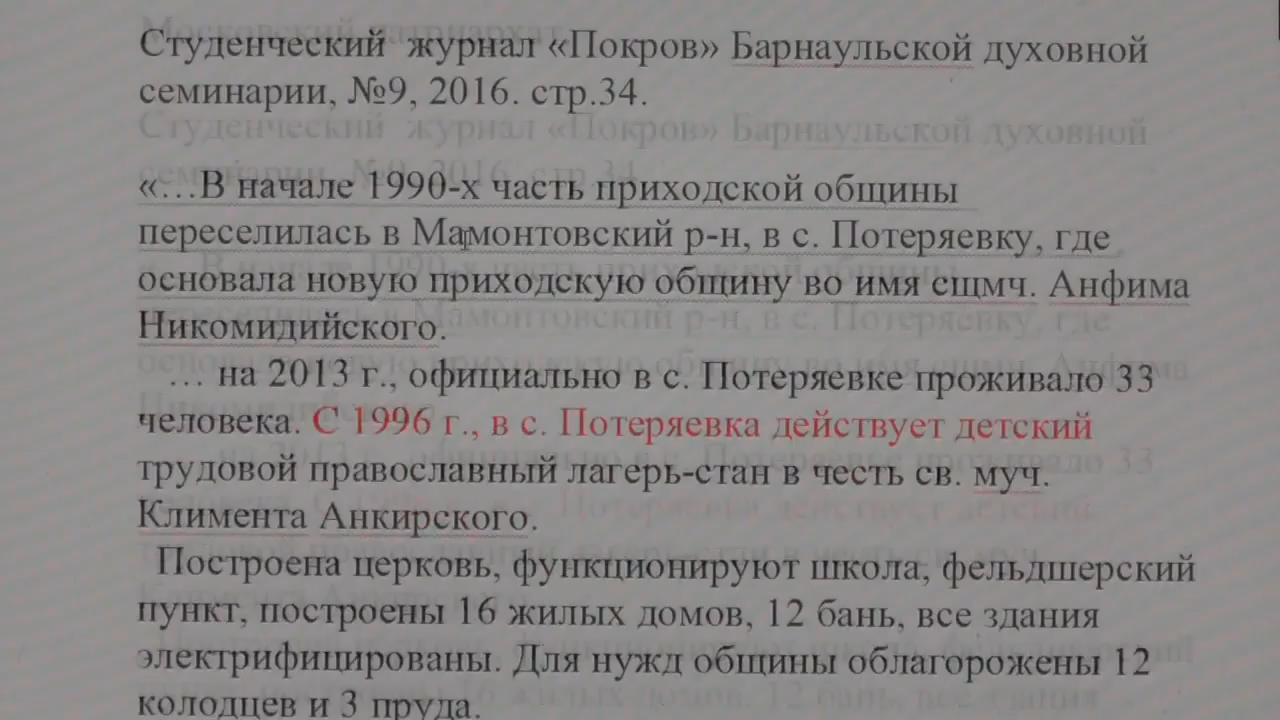 Московский патриархат
Студенческий журнал «Покров» Барнаульской духовной
семинарии, №9, 2016. стр.34.
«…В начале 1990-х часть приходской общины
переселилась в Мамонтовский р-н, в с. Потеряевку, где
основала новую приходскую общину во имя сщмч. Анфима
Никомидийского.
… на 2013 г., официально в с. Потеряевке проживало 33
человека. С 1996 г., в с. Потеряевка действует детский
трудовой православный лагерь-стан в честь св. муч.
Климента Анкирского.
Построена церковь, функционируют школа, фельдшерский
пункт, построены 16 жилых домов, 12 бань, все здания
электрифицированы. Для нужд общины облагорожены 12
колодцев и 3 пруда.